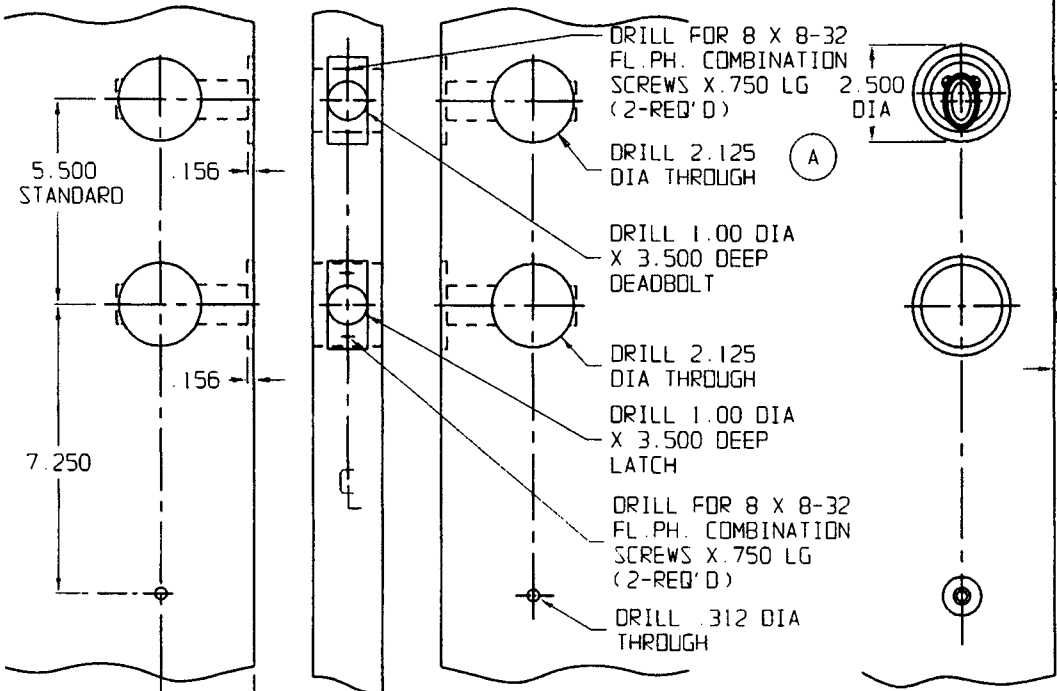 5.500
STANDARD
.156
.156
7.250
DRILL FOR 8 X 8-32
FL.PH. COMBINATION
SCREWS X.750 LG
(2-REQ'D)
2.500
DIA
DRILL 2.125
DIA THROUGH
A
DRILL 1.00 DIA
X 3.500 DEEP
DEADBOLT
DRILL 2.125
DIA THROUGH
DRILL 1.00 DIA
X 3.500 DEEP
LATCH
DRILL FOR 8 X 8-32
FL.PH. COMBINATION
SCREWS X.750 LG
(2-REQ'D)
DRILL .312 DIA
THROUGH
℄